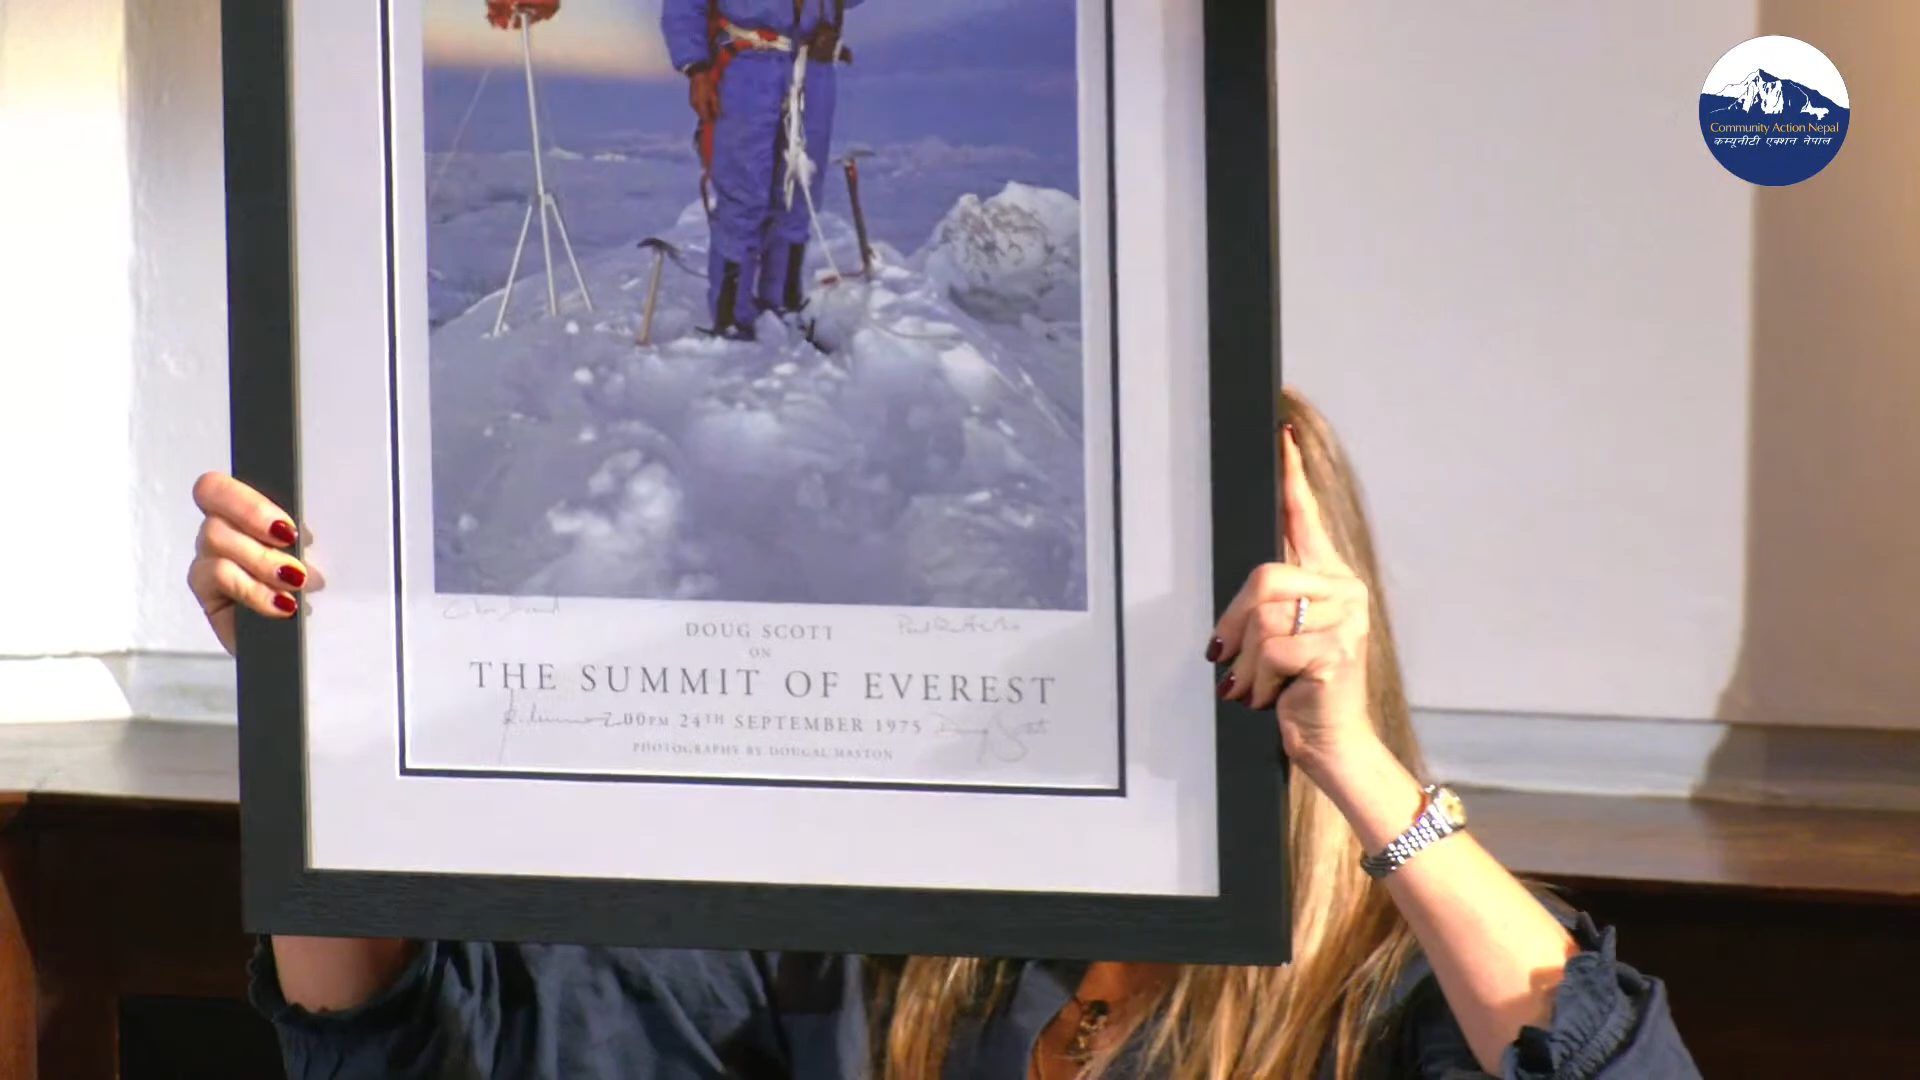 Community Action Nepal
कम्यूनीटी एक्शन नेपाल
DOUG SCOTT
ON
THE SUMMIT OF EVEREST
7.00PM 24TH SEPTEMBER 1975
PHOTOGRAPHY BY DOUGAL HASTON